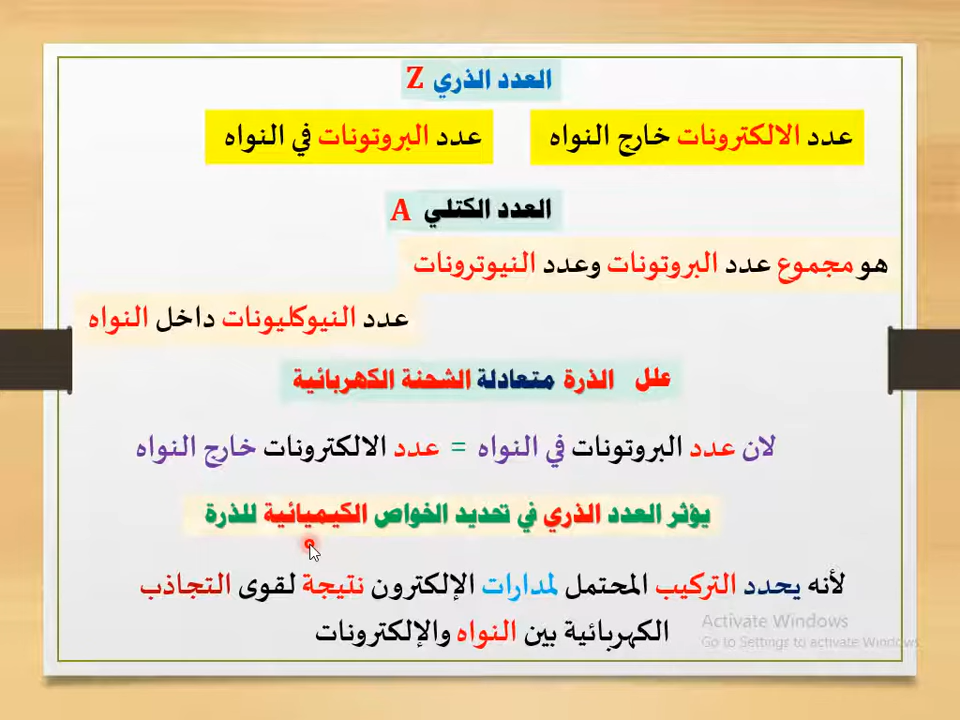 العدد الذري Z
عدد الالكترونات خارج النواه
عدد البروتونات في النواه
العدد الكتلي A
هو مجموع عدد البروتونات وعدد النيوترونات
عدد النيوكليونات داخل النواه
علل الذرة متعادلة الشحنة الكهربائية
لان عدد البروتونات في النواه = عدد الالكترونات خارج النواه
يؤثر العدد الذري في تحديد الخواص الكيميائية للذرة
لأنه يحدد التركيب المحتمل لمدارات الإلكترون نتيجة لقوى التجاذب
الكهربائية بين النواه والإلكترونات
Activate Windows
Go to Settings to activate Windows.